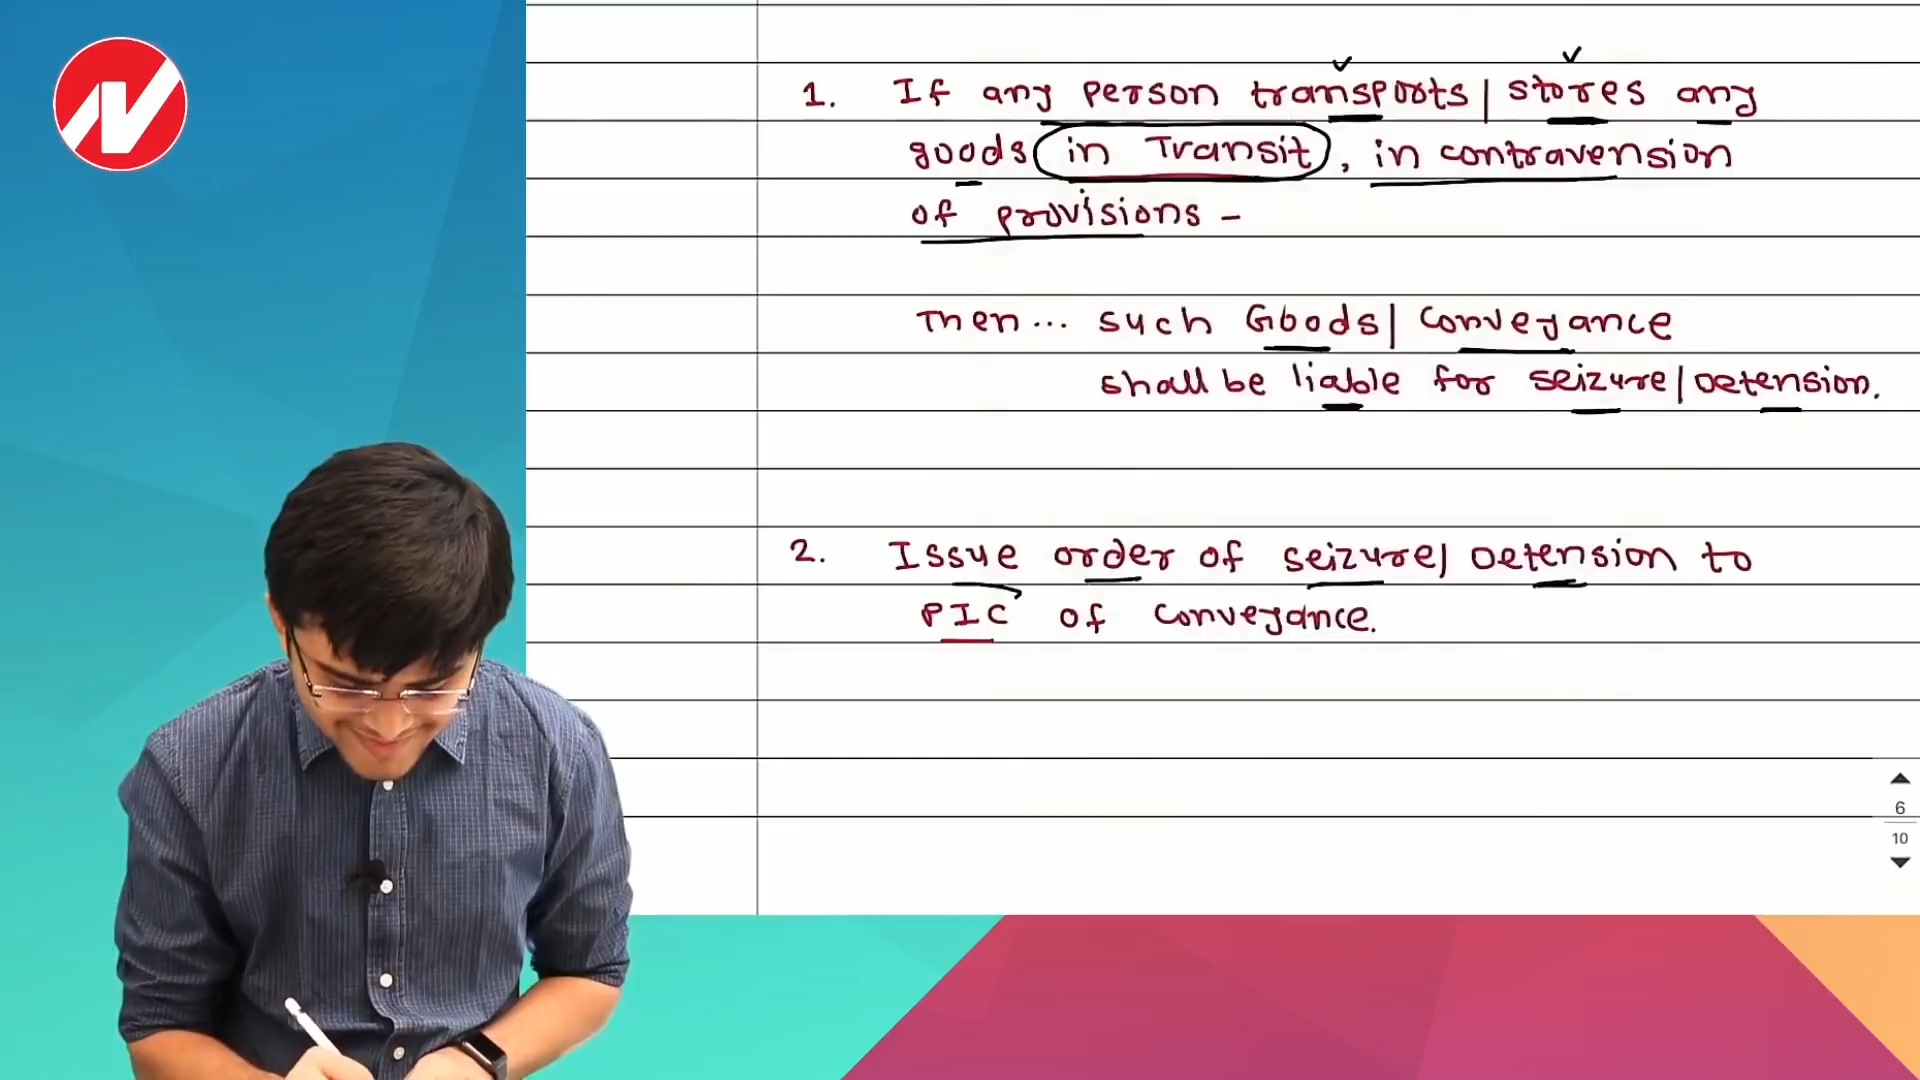 1. If any person transports | stores any
goods in Transit, in contravension
of provisions -
Then... such Goods | Conveyance
shall be liable for seizure | Detension.
2. Issue order of seizure | Detension to
PIC of conveyance.
6
10